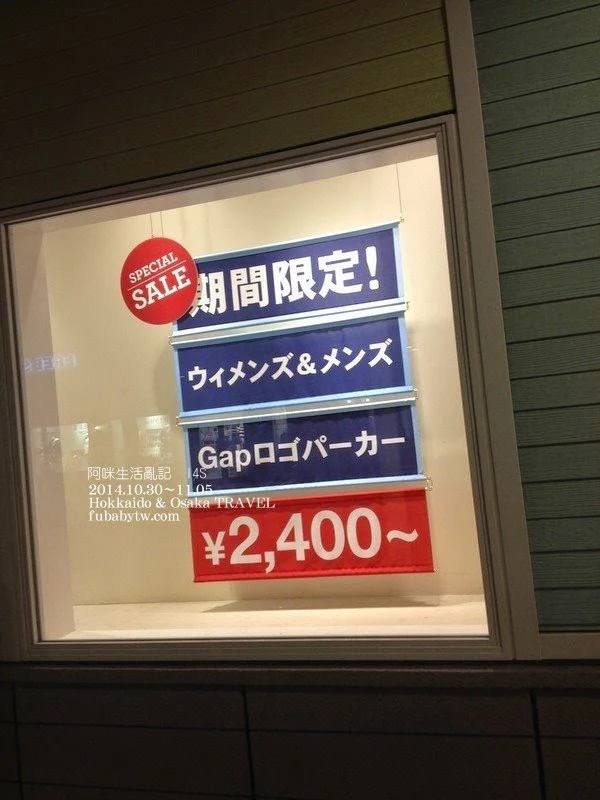 SPECIAL
SALE
期間限定!
ウィメンズ&メンズ
Gapロゴパーカー
¥2,400~
阿咪生活亂記 14S
2014.10.30~11.05
Hokkaido & Osaka TRAVEL
fubabytw.com